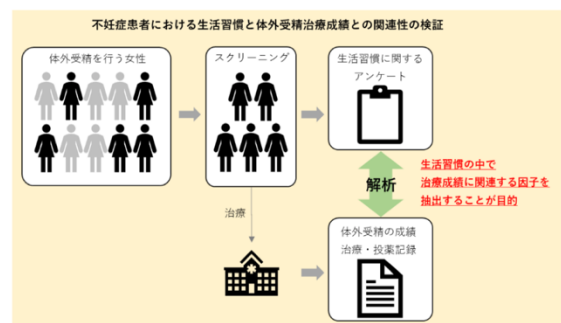 不妊症患者における生活習慣と体外受精治療成績との関連性の検証
体外受精を行う女性
スクリーニング
生活習慣に関する
アンケート
解析
生活習慣の中で
治療成績に関連する因子を
抽出することが目的
治療
体外受精の成績
治療・投薬記録